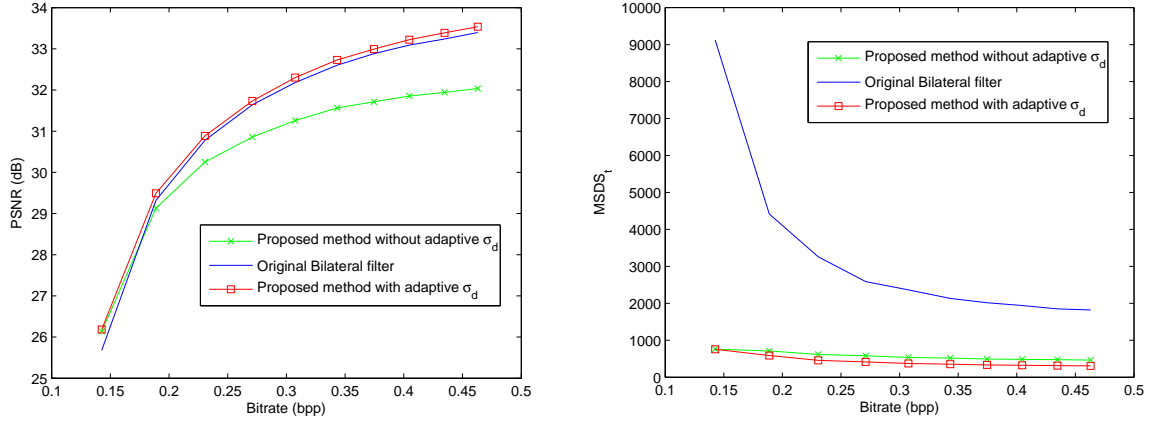 34
33
32
31
30
29
28
27
26
25
PSNR (dB)
0.1 0.15 0.2 0.25 0.3 0.35 0.4 0.45 0.5
Bitrate (bpp)
Proposed method without adaptive σd
Original Bilateral filter
Proposed method with adaptive σd
10000
9000
8000
7000
6000
5000
4000
3000
2000
1000
0
MSDSt
0.1 0.15 0.2 0.25 0.3 0.35 0.4 0.45 0.5
Bitrate (bpp)
Proposed method without adaptive σd
Original Bilateral filter
Proposed method with adaptive σd